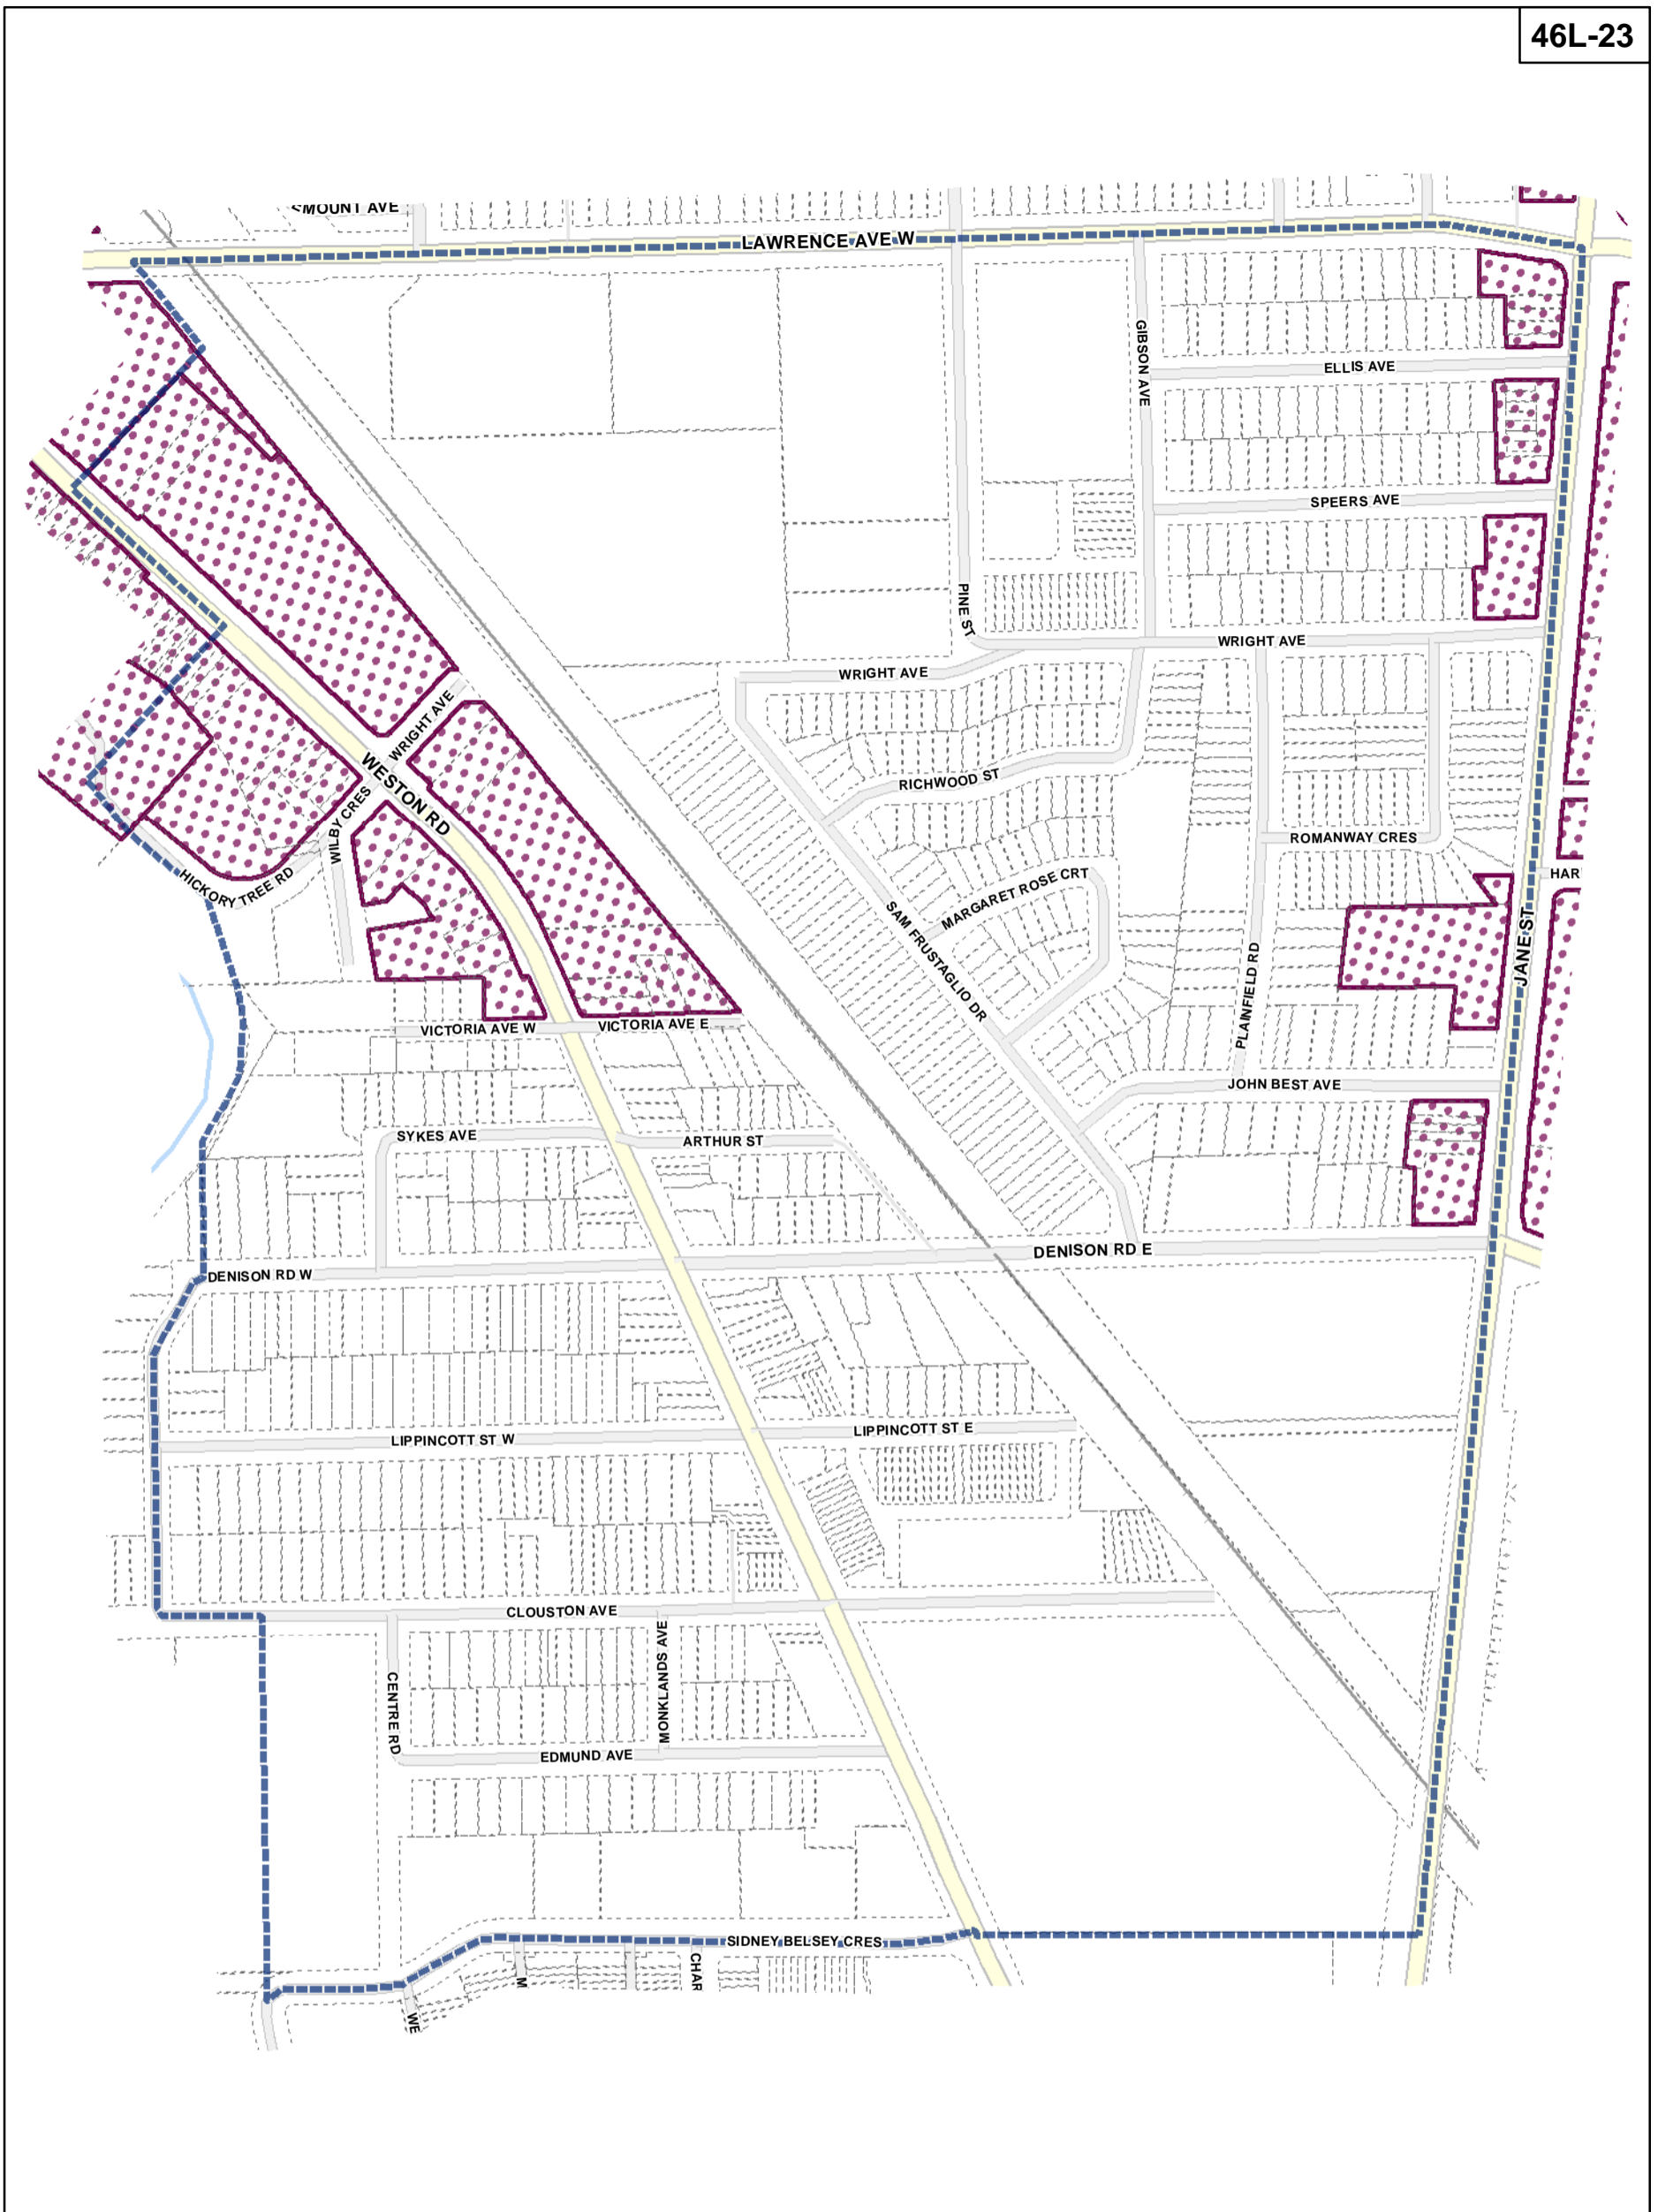 46L-23
SMOUNT AVE
LAWRENCE AVE W
GIBSON AVE
ELLIS AVE
SPEERS AVE
PINE ST
WRIGHT AVE
WRIGHT AVE
WRIGHT AVE
WESTON RD
RICHWOOD ST
WILBY CRES
ROMANWAY CRES
HICKORY TREE RD
MARGARET ROSE CRT
HAR
SAM FRUSTAGLIO DR
JANE ST
PLAINFIELD RD
VICTORIA AVE W
VICTORIA AVE E
JOHN BEST AVE
SYKES AVE
ARTHUR ST
DENISON RD E
DENISON RD W
LIPPINCOTT ST W
LIPPINCOTT ST E
CLOUSTON AVE
CENTRE RD
MONKLANDS AVE
EDMUND AVE
SIDNEY BELSEY CRES
M
CHAR
WE